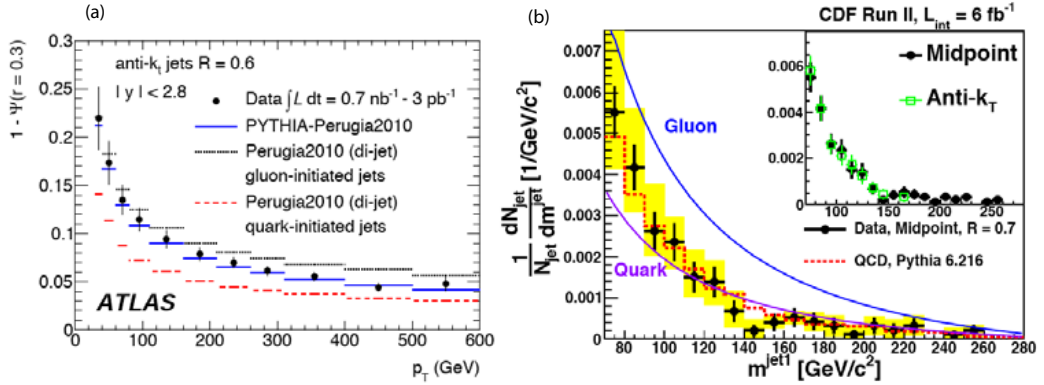 (a)
0.3
0.25
0.2
0.15
0.1
0.05
0
1 - Ψ(r = 0.3)
anti-kt jets R = 0.6
| y | < 2.8
Data ∫L dt = 0.7 nb⁻¹ - 3 pb⁻¹
PYTHIA-Perugia2010
Perugia2010 (di-jet)
gluon-initiated jets
Perugia2010 (di-jet)
quark-initiated jets
ATLAS
0 100 200 300 400 500 600
pT (GeV)
(b)
CDF Run II, Lint = 6 fb⁻¹
0.007
0.006
0.005
0.004
0.003
0.002
0.001
0.000
1/Njet dNjet/dmjet1 [1/GeV/c²]
Gluon
Quark
Midpoint
Anti-kT
0.006
0.004
0.002
0
100 150 200 250
Data, Midpoint, R = 0.7
QCD, Pythia 6.216
80 100 120 140 160 180 200 220 240 260 280
mjet1 [GeV/c²]